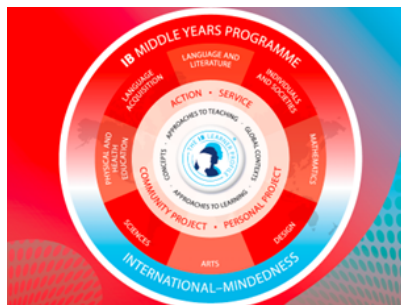 IB MIDDLE YEARS PROGRAMME
LANGUAGE AND
LITERATURE
LANGUAGE
ACQUISITION
INDIVIDUALS
AND SOCIETIES
PHYSICAL AND
HEALTH
EDUCATION
MATHEMATICS
SCIENCES
DESIGN
ARTS
ACTION • SERVICE
COMMUNITY PROJECT • PERSONAL PROJECT
APPROACHES TO TEACHING
CONCEPTS
GLOBAL CONTEXTS
APPROACHES TO LEARNING
THE IB LEARNER PROFILE
INTERNATIONAL-MINDEDNESS